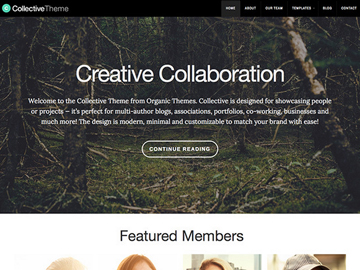 CollectiveTheme
HOME ABOUT OUR TEAM TEMPLATES BLOG CONTACT
Creative Collaboration
Welcome to the Collective Theme from Organic Themes. Collective is designed for showcasing people
or projects – it's perfect for multi-author blogs, associations, portfolios, co-working, businesses and
much more! The design is modern, minimal and customizable to match your brand with ease!
CONTINUE READING
Featured Members